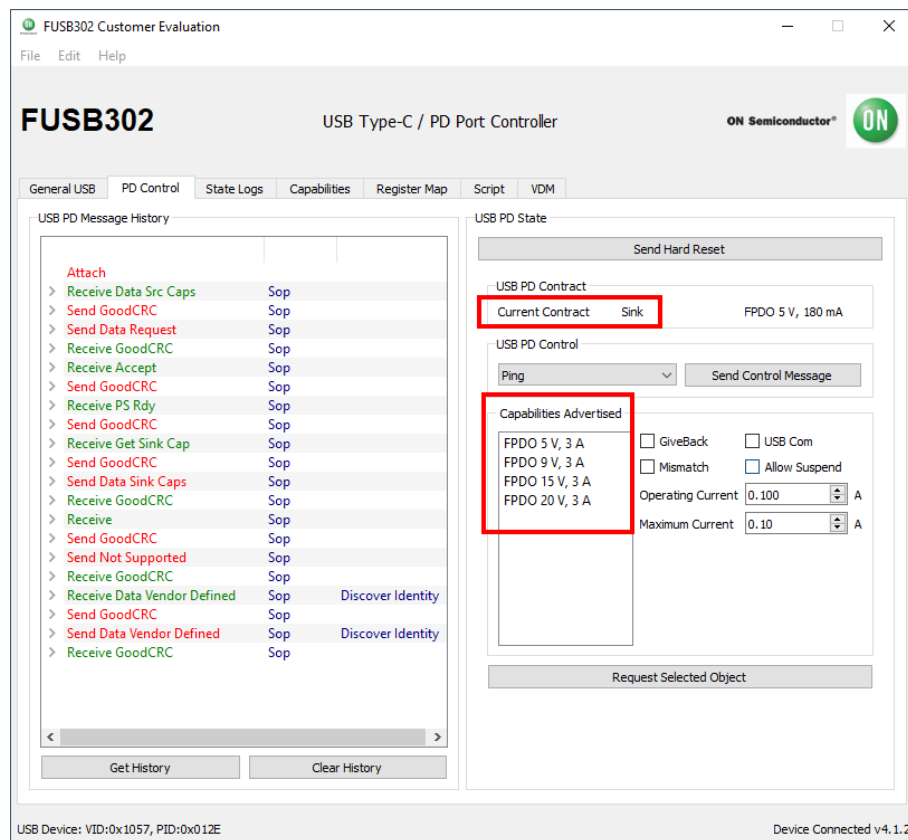 FUSB302 Customer Evaluation
File Edit Help
FUSB302
USB Type-C / PD Port Controller
ON Semiconductor®
ON
General USB PD Control State Logs Capabilities Register Map Script VDM
USB PD Message History
Attach
Receive Data Src Caps Sop
Send GoodCRC Sop
Send Data Request Sop
Receive GoodCRC Sop
Receive Accept Sop
Send GoodCRC Sop
Receive PS Rdy Sop
Send GoodCRC Sop
Receive Get Sink Cap Sop
Send GoodCRC Sop
Send Data Sink Caps Sop
Receive GoodCRC Sop
Receive Sop
Send GoodCRC Sop
Send Not Supported Sop
Receive GoodCRC Sop
Receive Data Vendor Defined Sop Discover Identity
Send GoodCRC Sop
Send Data Vendor Defined Sop Discover Identity
Receive GoodCRC Sop
Get History Clear History
USB PD State
Send Hard Reset
USB PD Contract
Current Contract Sink FPDO 5 V, 180 mA
USB PD Control
Ping Send Control Message
Capabilities Advertised
FPDO 5 V, 3 A
FPDO 9 V, 3 A
FPDO 15 V, 3 A
FPDO 20 V, 3 A
GiveBack USB Com
Mismatch Allow Suspend
Operating Current 0.100 A
Maximum Current 0.10 A
Request Selected Object
USB Device: VID:0x1057, PID:0x012E
Device Connected v4.1.2